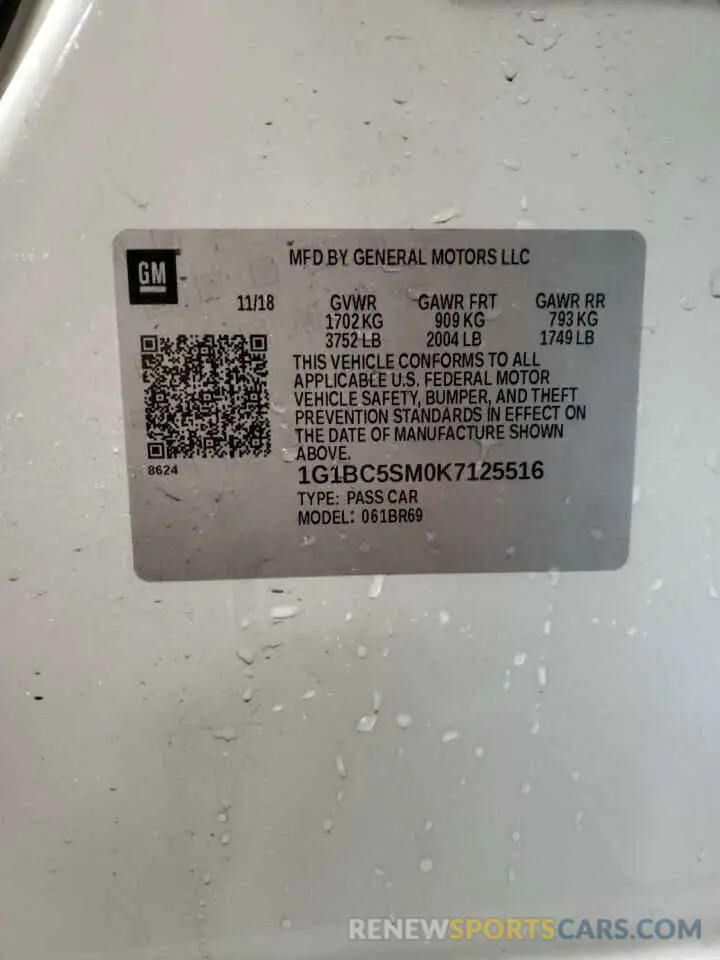 GM
MFD BY GENERAL MOTORS LLC
11/18 GVWR GAWR FRT GAWR RR
1702 KG 909 KG 793 KG
3752 LB 2004 LB 1749 LB
THIS VEHICLE CONFORMS TO ALL
APPLICABLE U.S. FEDERAL MOTOR
VEHICLE SAFETY, BUMPER, AND THEFT
PREVENTION STANDARDS IN EFFECT ON
THE DATE OF MANUFACTURE SHOWN
ABOVE.
8624
1G1BC5SM0K7125516
TYPE: PASS CAR
MODEL: 061BR69
RENEWSPORTSCARS.COM